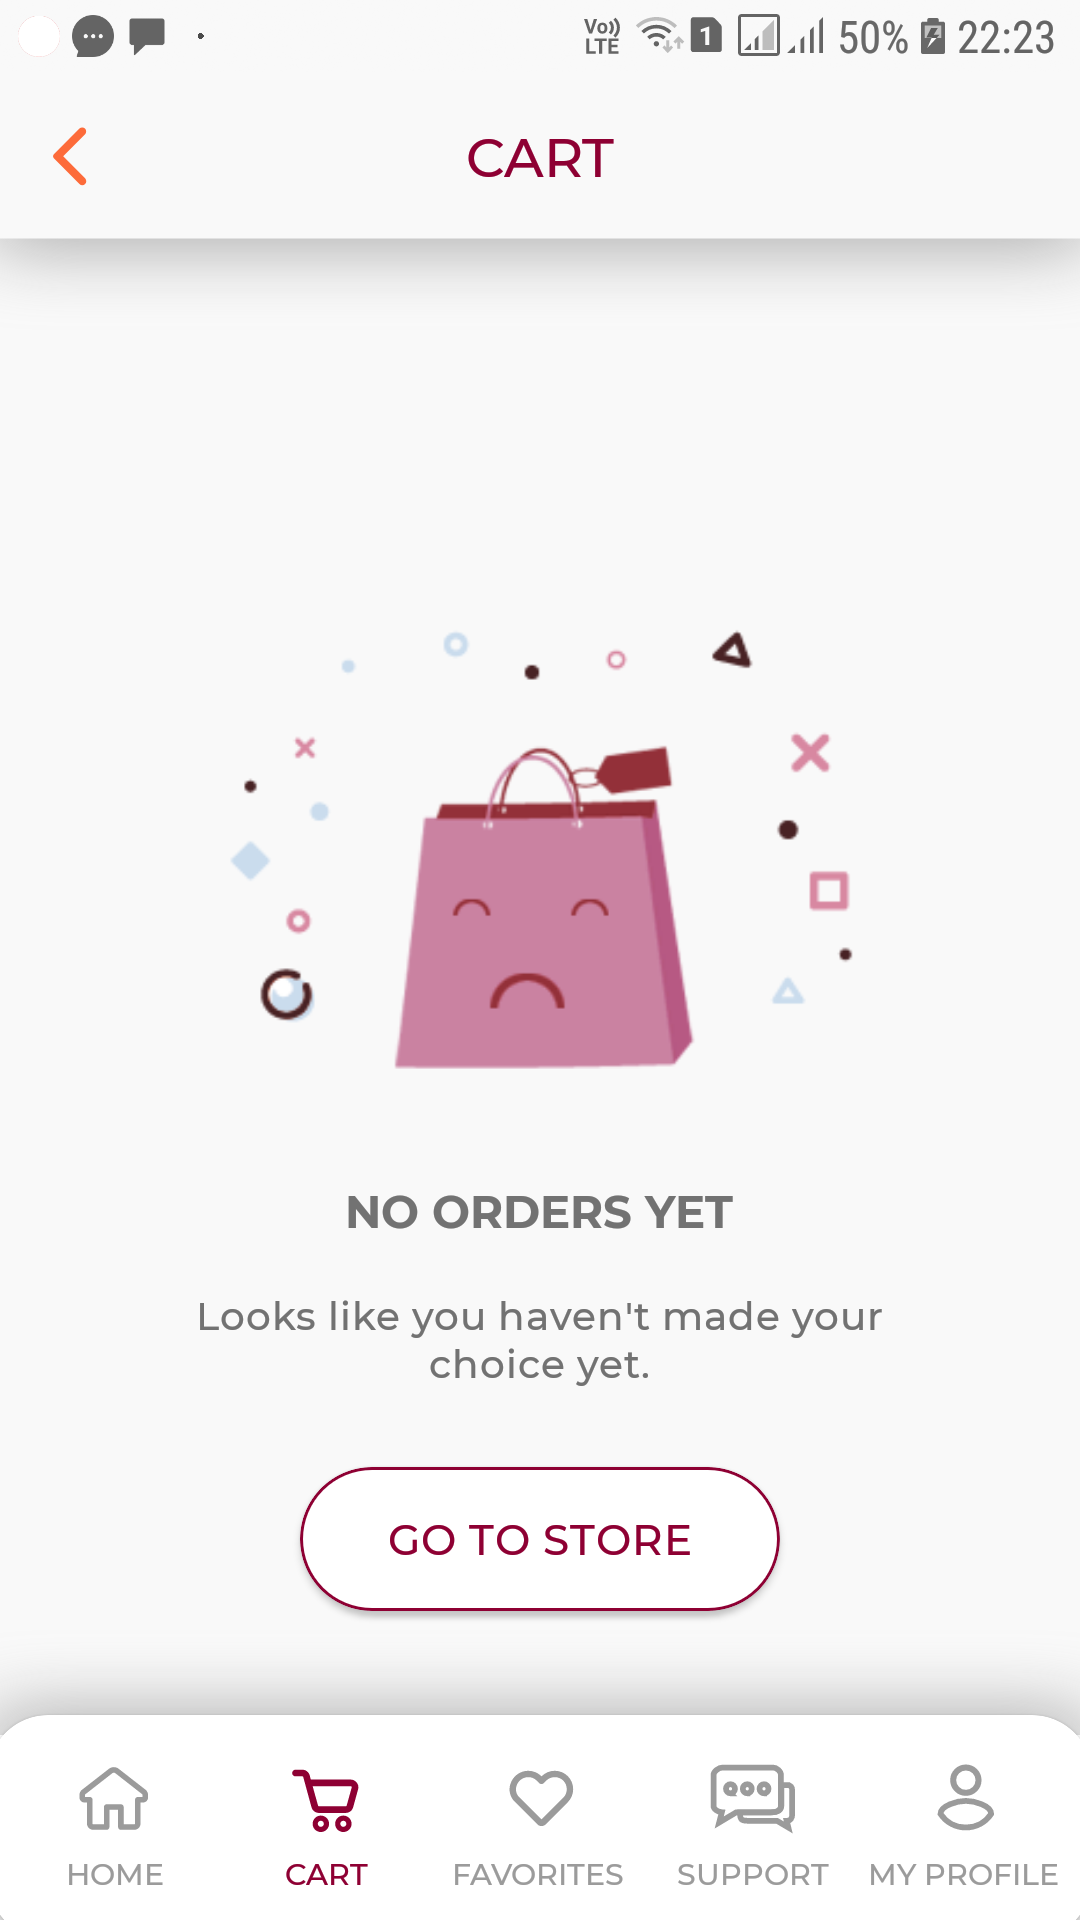 Vo)) LTE 1 50% 22:23
CART
NO ORDERS YET
Looks like you haven't made your
choice yet.
GO TO STORE
HOME CART FAVORITES SUPPORT MY PROFILE